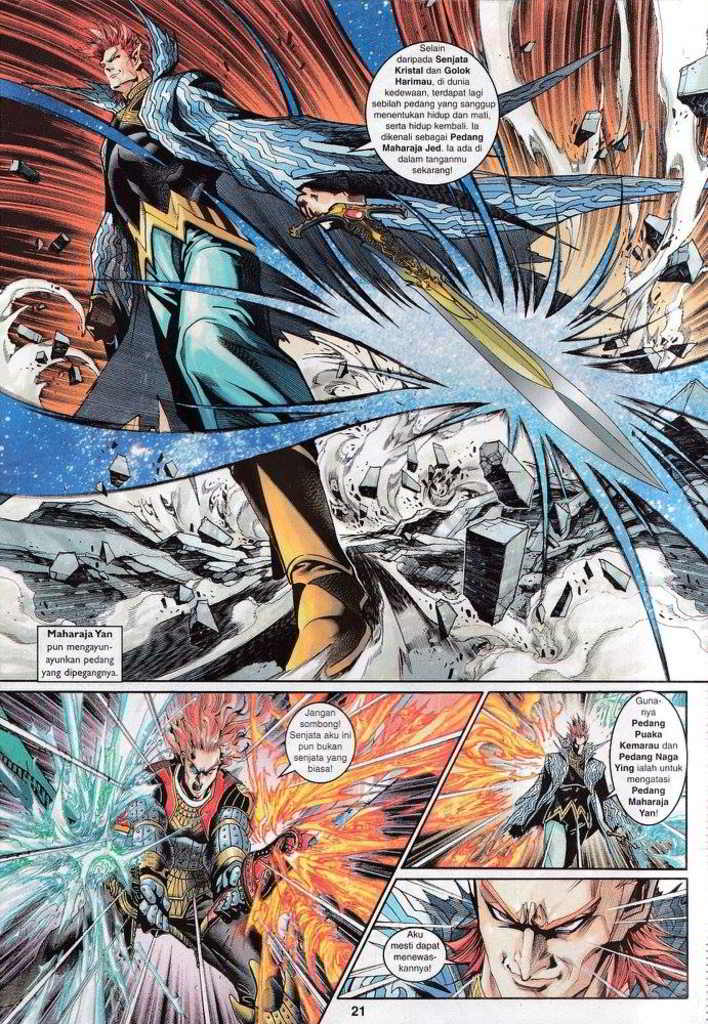 Selain
daripada Senjata
Kristal dan Golok
Harimau, di dunia
kedewaan, terdapat lagi
sebilah pedang yang sanggup
menentukan hidup dan mati,
serta hidup kembali. Ia
dikenali sebagai Pedang
Maharaja Jed. Ia ada di
dalam tanganmu
sekarang!
Maharaja Yan
pun mengayun-
ayunkan pedang
yang dipegangnya.
Jangan
sombong!
Senjata aku ini
pun bukan
senjata yang
biasa!
Guna-
nya
Pedang
Puaka
Kemarau dan
Pedang Naga
Ying ialah untuk
mengatasi
Pedang
Maharaja
Yan!
Aku
mesti dapat
menewas-
kannya!
21